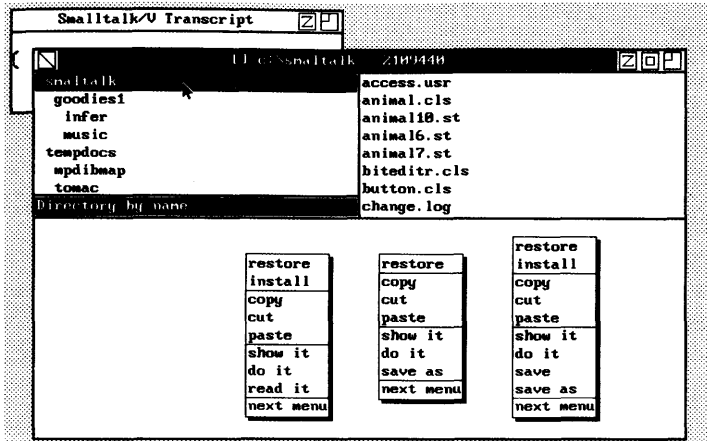 Smalltalk/V Transcript
[] c:\smaltalk 2109440
smaltalk
goodies1
infer
music
tempdocs
mpdibmap
tomac
Directory by name
access.usr
animal.cls
animal10.st
animal6.st
animal7.st
biteditr.cls
button.cls
change.log
restore
install
copy
cut
paste
show it
do it
read it
next menu
restore
copy
cut
paste
show it
do it
save as
next menu
restore
install
copy
cut
paste
show it
do it
save
save as
next menu